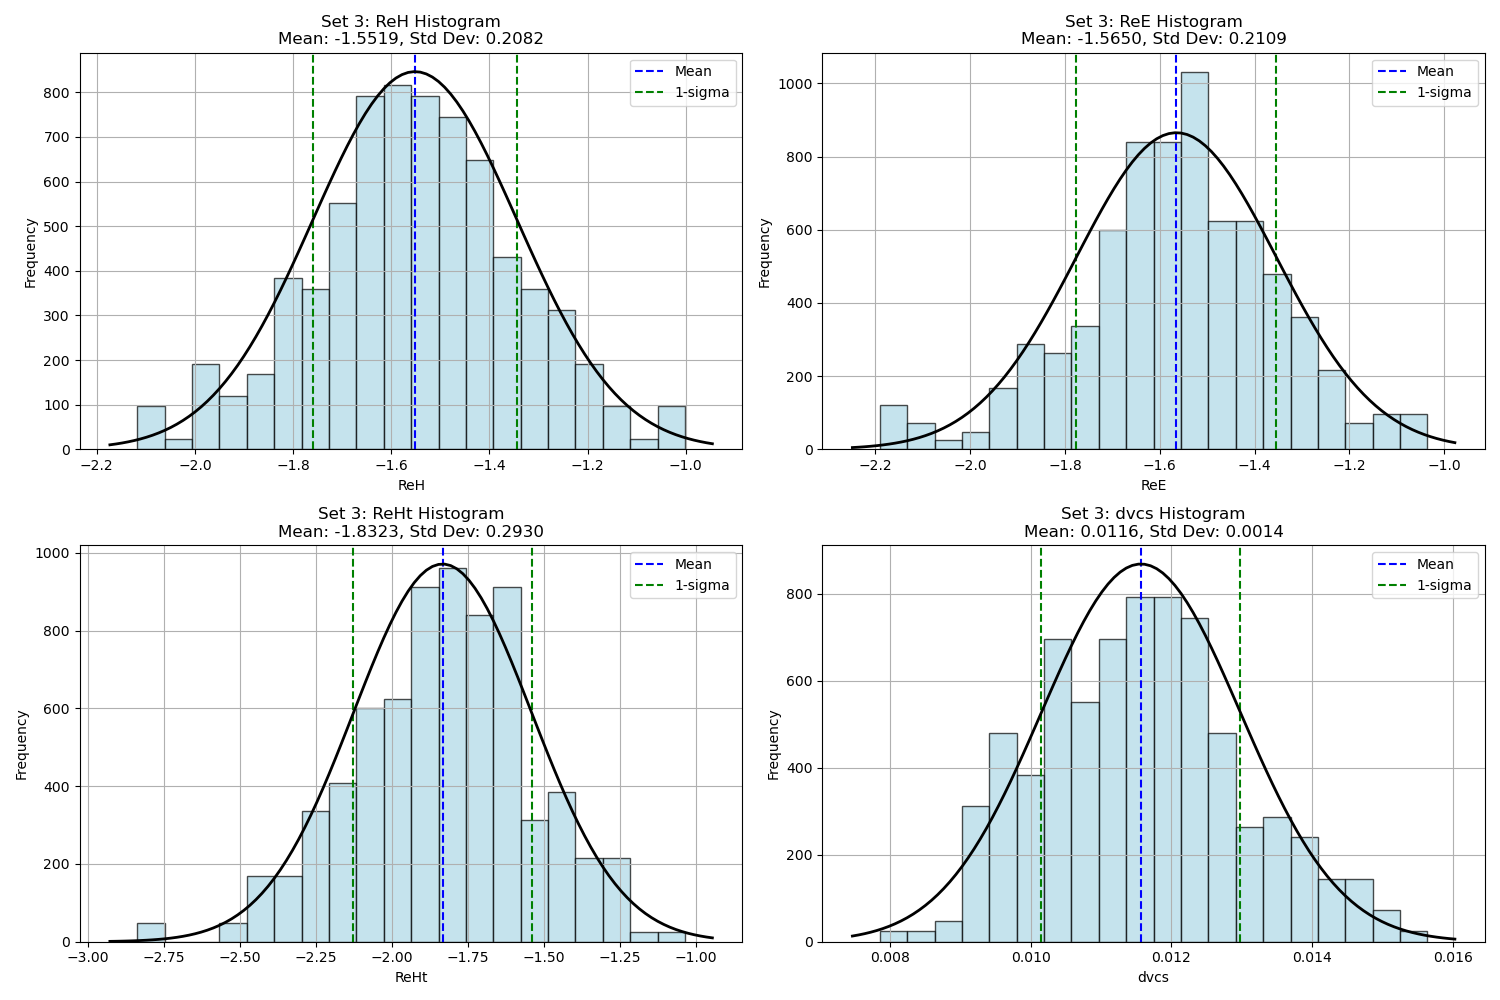 Set 3: ReH Histogram
Mean: -1.5519, Std Dev: 0.2082
Mean
1-sigma
Frequency
800
700
600
500
400
300
200
100
0
−2.2 −2.0 −1.8 −1.6 −1.4 −1.2 −1.0
ReH
Set 3: ReE Histogram
Mean: -1.5650, Std Dev: 0.2109
Mean
1-sigma
Frequency
1000
800
600
400
200
0
−2.2 −2.0 −1.8 −1.6 −1.4 −1.2 −1.0
ReE
Set 3: ReHt Histogram
Mean: -1.8323, Std Dev: 0.2930
Mean
1-sigma
Frequency
1000
800
600
400
200
0
−3.00 −2.75 −2.50 −2.25 −2.00 −1.75 −1.50 −1.25 −1.00
ReHt
Set 3: dvcs Histogram
Mean: 0.0116, Std Dev: 0.0014
Mean
1-sigma
Frequency
800
600
400
200
0
0.008 0.010 0.012 0.014 0.016
dvcs